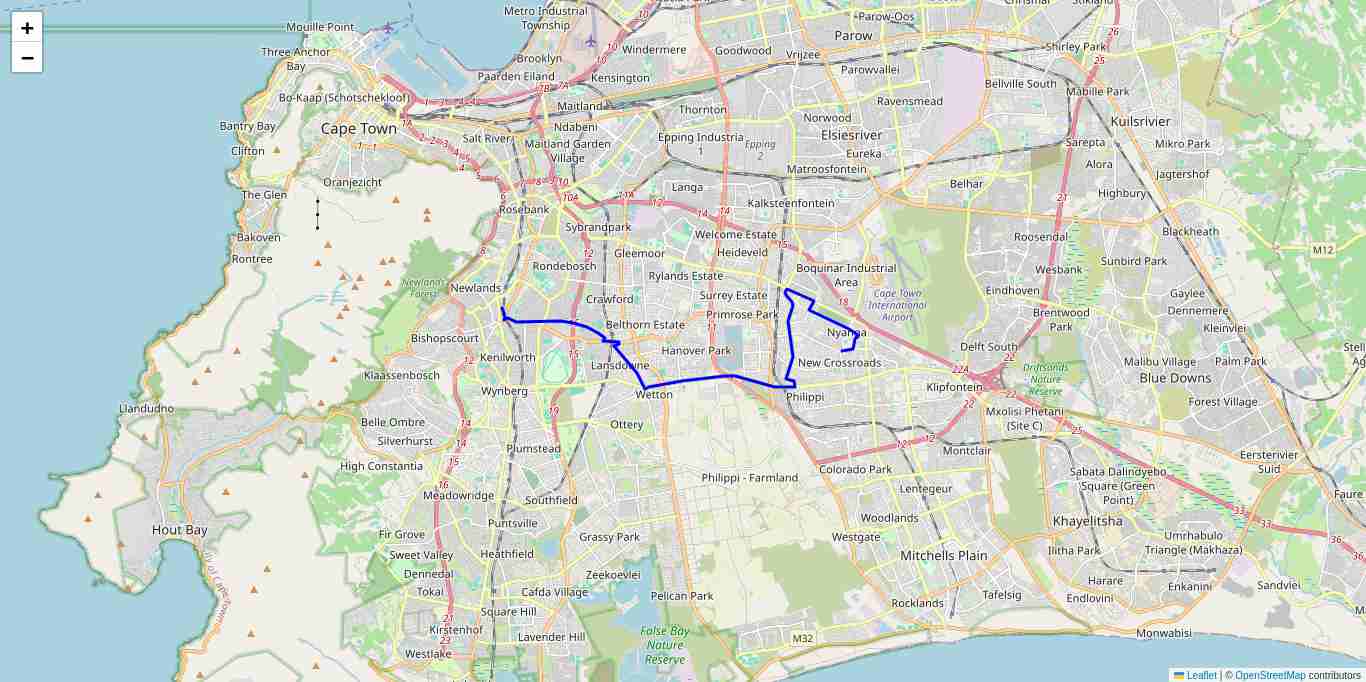 +
−
Mouille Point
Metro Industrial
Township
Chrismar
Stikland
Parow-Oos
Parow
Three Anchor
Bay
Windermere
Goodwood
Vrijzee
Shirley Park
Brooklyn
Paarden Eiland
Kensington
Parowvallei
Bellville South
Mabille Park
Bo-Kaap (Schotschekloof)
Maitland
Thornton
Ravensmead
Bantry Bay
Cape Town
Salt River
Ndabeni
Norwood
Kuilsrivier
Clifton
Maitland Garden
Village
Epping Industria
1
Epping
2
Elsiesriver
Eureka
Sarepta
Mikro Park
Oranjezicht
Matroosfontein
Alora
Jagtershof
The Glen
Langa
Belhar
Highbury
Rosebank
Kalksteenfontein
Bakoven
Sybrandpark
Welcome Estate
Roosendal
Blackheath
Rontree
Gleemoor
Heideveld
M12
Rondebosch
Rylands Estate
Boquinar Industrial
Area
Wesbank
Sunbird Park
Newlands
Newlands
Forest
Crawford
Surrey Estate
Cape Town
International
Airport
Eindhoven
Gaylee
Dennemere
Bishopscourt
Belthorn Estate
Primrose Park
Nyanga
Brentwood
Park
Kleinvlei
Kenilworth
Hanover Park
Delft South
Klaassenbosch
Lansdowne
New Crossroads
Driftsands
Nature
Reserve
Malibu Village
Palm Park
Blue Downs
Wynberg
Wetton
Philippi
Klipfontein
Forest Village
Llandudno
Belle Ombre
Ottery
Mxolisi Phetani
(Site C)
Silverhurst
Plumstead
Montclair
Eersterivier
Suid
High Constantia
Philippi - Farmland
Colorado Park
Sabata Dalindyebo
Square (Green
Point)
Meadowridge
Southfield
Lentegeur
Faure
Hout Bay
Puntsville
Woodlands
Khayelitsha
Fir Grove
Grassy Park
Westgate
Umrhabulo
Triangle (Makhaza)
Sweet Valley
Heathfield
Mitchells Plain
Ilitha Park
Dennedal
Zeekoevlei
Harare
Enkanini
Sandvlei
Tokai
Cafda Village
Pelican Park
Tafelsig
Endlovini
Square Hill
Rocklands
Kirstenhof
Lavender Hill
False Bay
Nature
Reserve
M32
Monwabisi
Westlake
Leaflet | © OpenStreetMap contributors